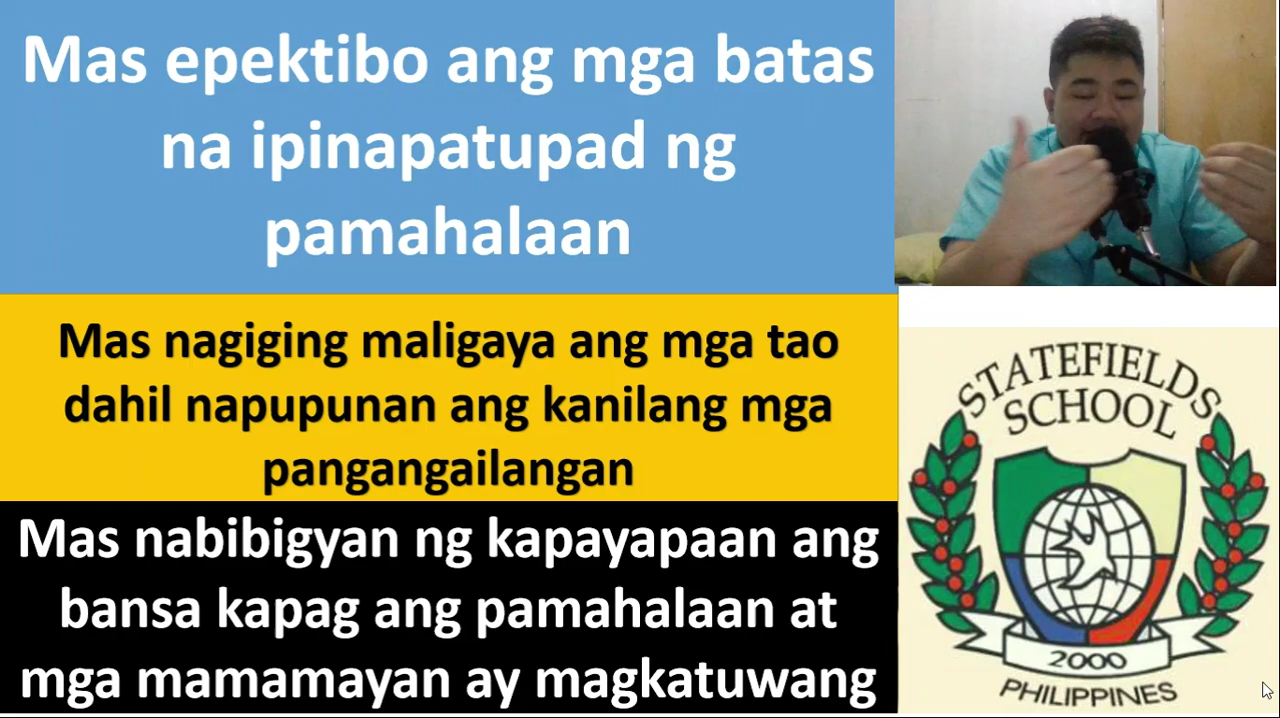 Mas epektibo ang mga batas
na ipinapatupad ng
pamahalaan
Mas nagiging maligaya ang mga tao
dahil napupunan ang kanilang mga
pangangailangan
Mas nabibigyan ng kapayapaan ang
bansa kapag ang pamahalaan at
mga mamamayan ay magkatuwang
STATEFIELDS
SCHOOL
2000
PHILIPPINES